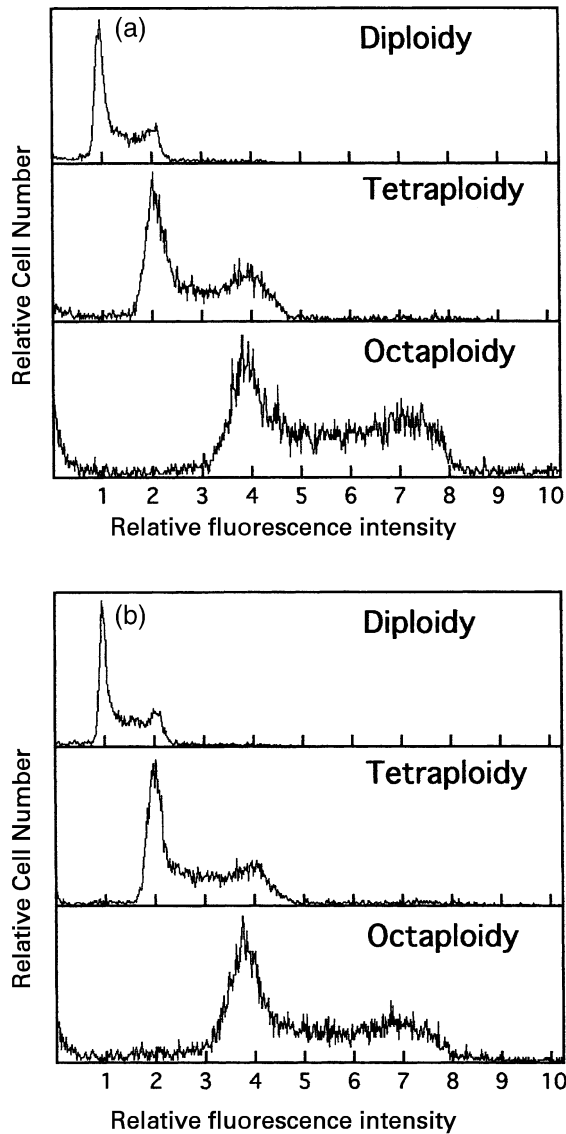 (a)
Diploidy
Tetraploidy
Octaploidy
Relative Cell Number
1 2 3 4 5 6 7 8 9 10
Relative fluorescence intensity
(b)
Diploidy
Tetraploidy
Octaploidy
Relative Cell Number
1 2 3 4 5 6 7 8 9 10
Relative fluorescence intensity